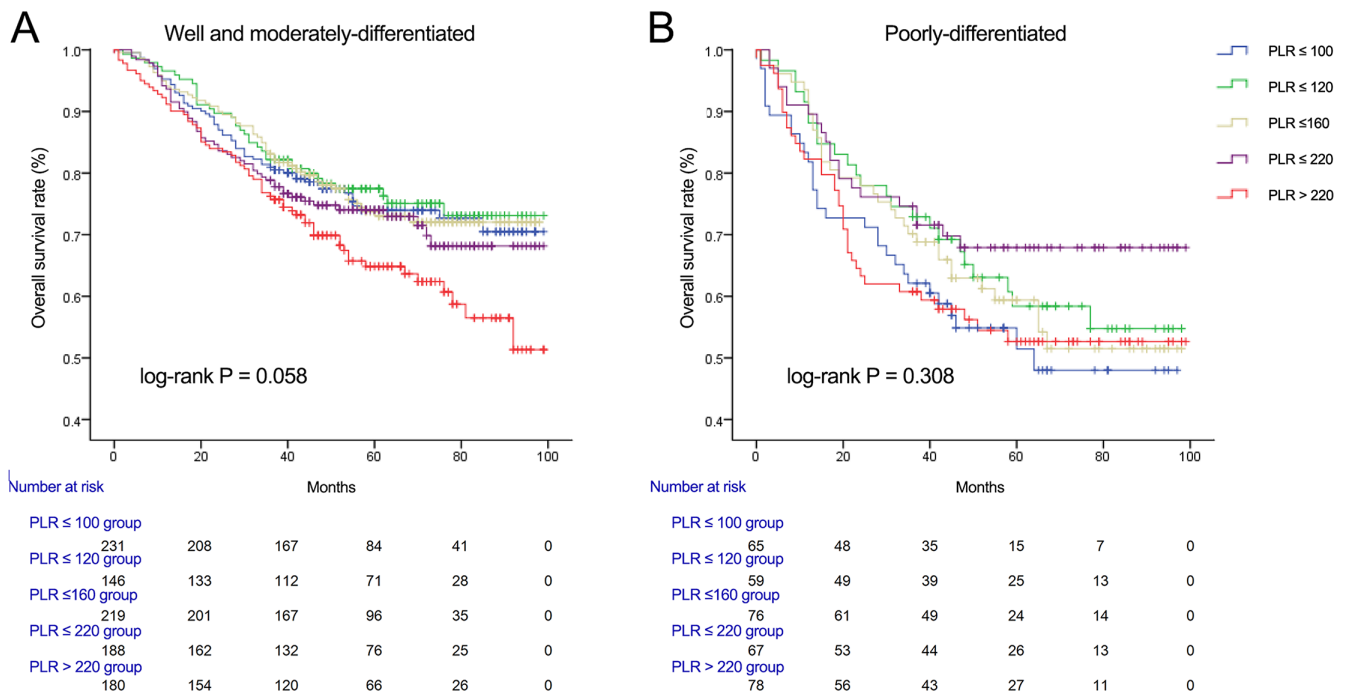 A
Well and moderately-differentiated
1.0
0.9
0.8
0.7
0.6
0.5
0.4
Overall survival rate (%)
log-rank P = 0.058
0 20 40 60 80 100
Number at risk
Months
PLR ≤ 100 group
231 208 167 84 41 0
PLR ≤ 120 group
146 133 112 71 28 0
PLR ≤160 group
219 201 167 96 35 0
PLR ≤ 220 group
188 162 132 76 25 0
PLR > 220 group
180 154 120 66 26 0
B
Poorly-differentiated
1.0
0.9
0.8
0.7
0.6
0.5
0.4
Overall survival rate (%)
log-rank P = 0.308
0 20 40 60 80 100
Number at risk
Months
PLR ≤ 100 group
65 48 35 15 7 0
PLR ≤ 120 group
59 49 39 25 13 0
PLR ≤160 group
76 61 49 24 14 0
PLR ≤ 220 group
67 53 44 26 13 0
PLR > 220 group
78 56 43 27 11 0
PLR ≤ 100
PLR ≤ 120
PLR ≤160
PLR ≤ 220
PLR > 220